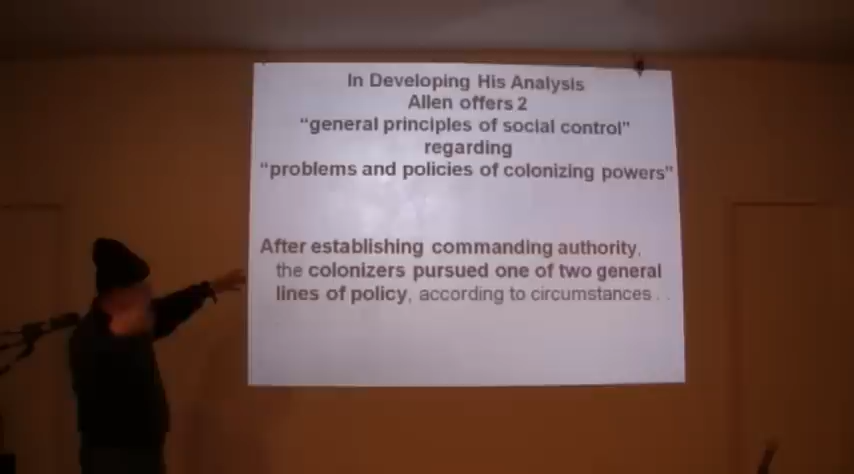 In Developing His Analysis
Allen offers 2
“general principles of social control”
regarding
“problems and policies of colonizing powers”
After establishing commanding authority,
the colonizers pursued one of two general
lines of policy, according to circumstances . .